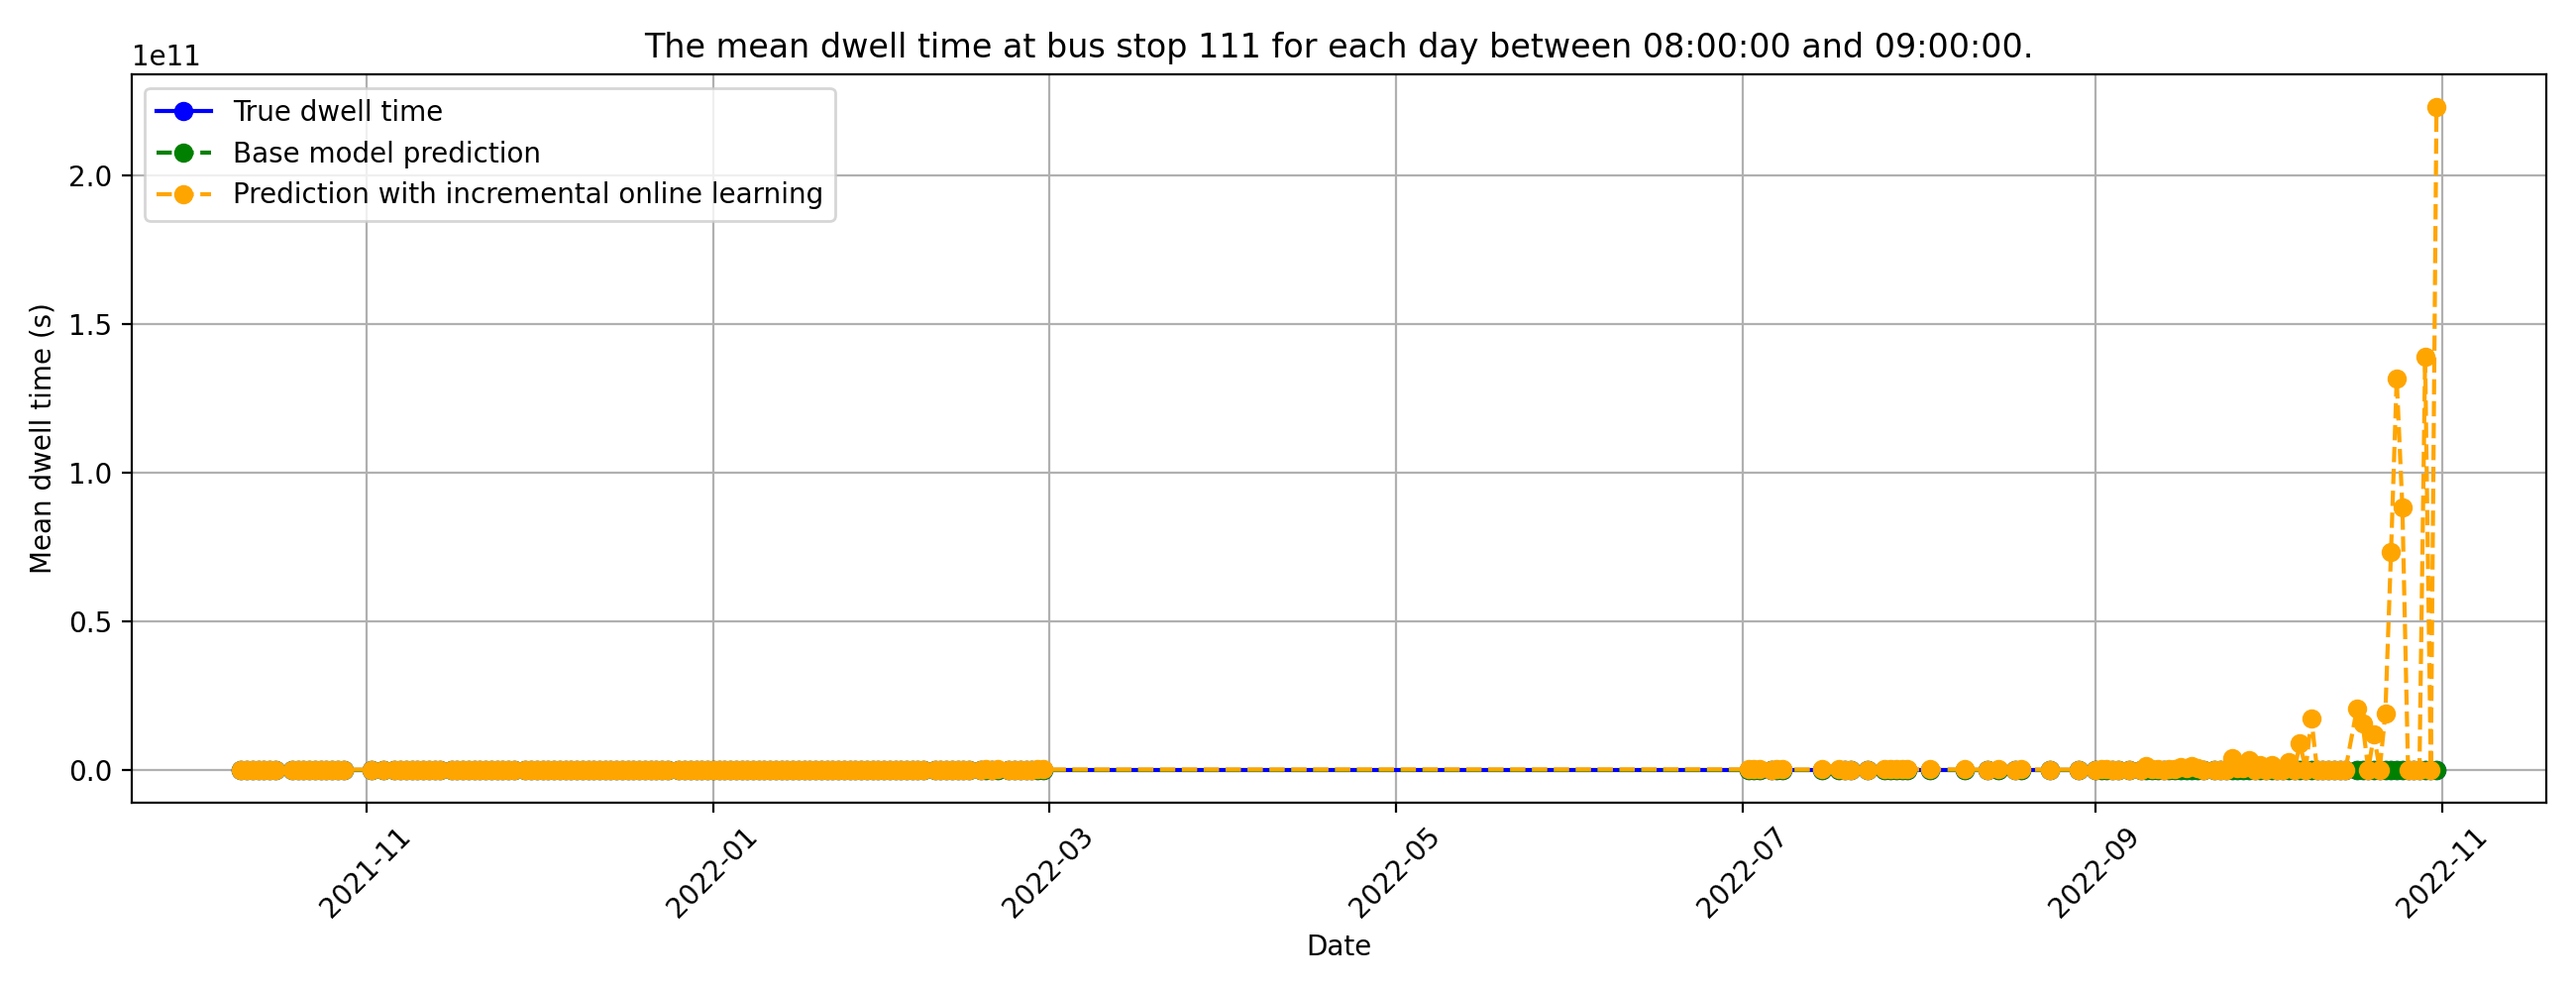 The mean dwell time at bus stop 111 for each day between 08:00:00 and 09:00:00.
1e11
True dwell time
Base model prediction
Prediction with incremental online learning
2.0
1.5
1.0
0.5
0.0
Mean dwell time (s)
2021-11
2022-01
2022-03
2022-05
2022-07
2022-09
2022-11
Date